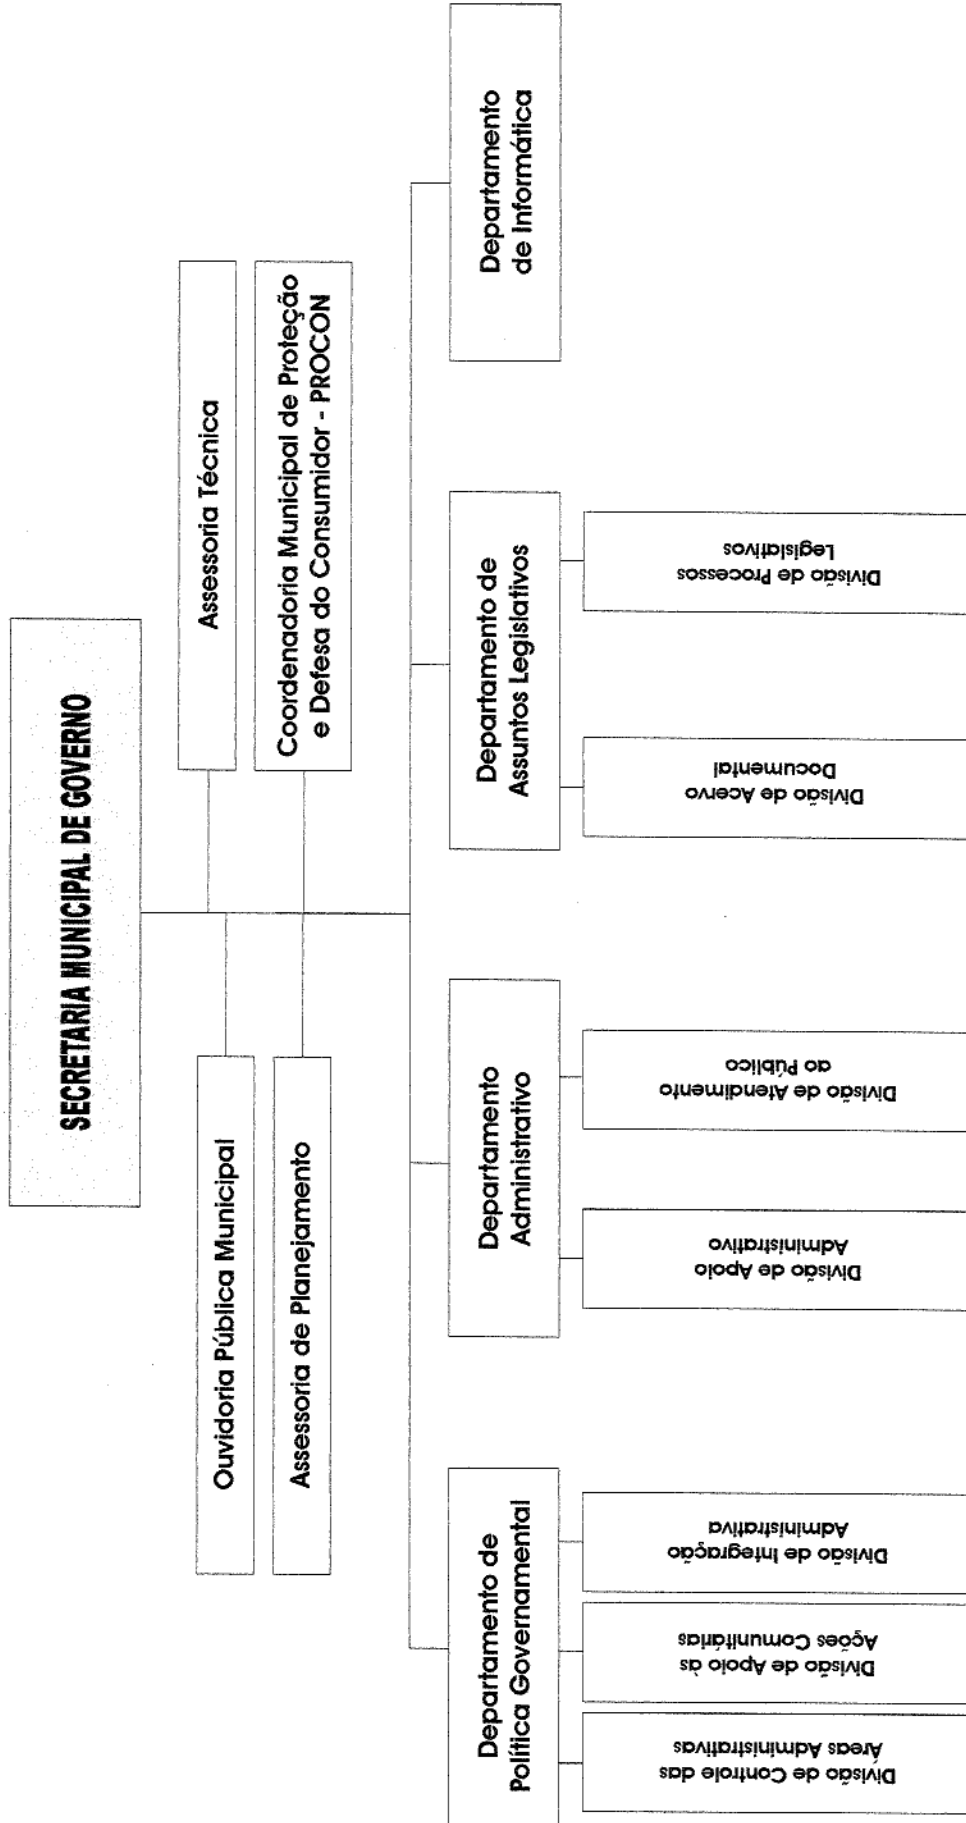 SECRETARIA MUNICIPAL DE GOVERNO
Ouvidoria Pública Municipal
Assessoria Técnica
Assessoria de Planejamento
Coordenadoria Municipal de Proteção
e Defesa do Consumidor - PROCON
Departamento de
Política Governamental
Departamento
Administrativo
Departamento de
Assuntos Legislativos
Departamento
de Informática
Divisão de Controle das
Áreas Administrativas
Divisão de Apoio às
Ações Comunitárias
Divisão de Integração
Administrativa
Divisão de Apoio
Administrativo
Divisão de Atendimento
ao Público
Divisão de Acervo
Documental
Divisão de Processos
Legislativos